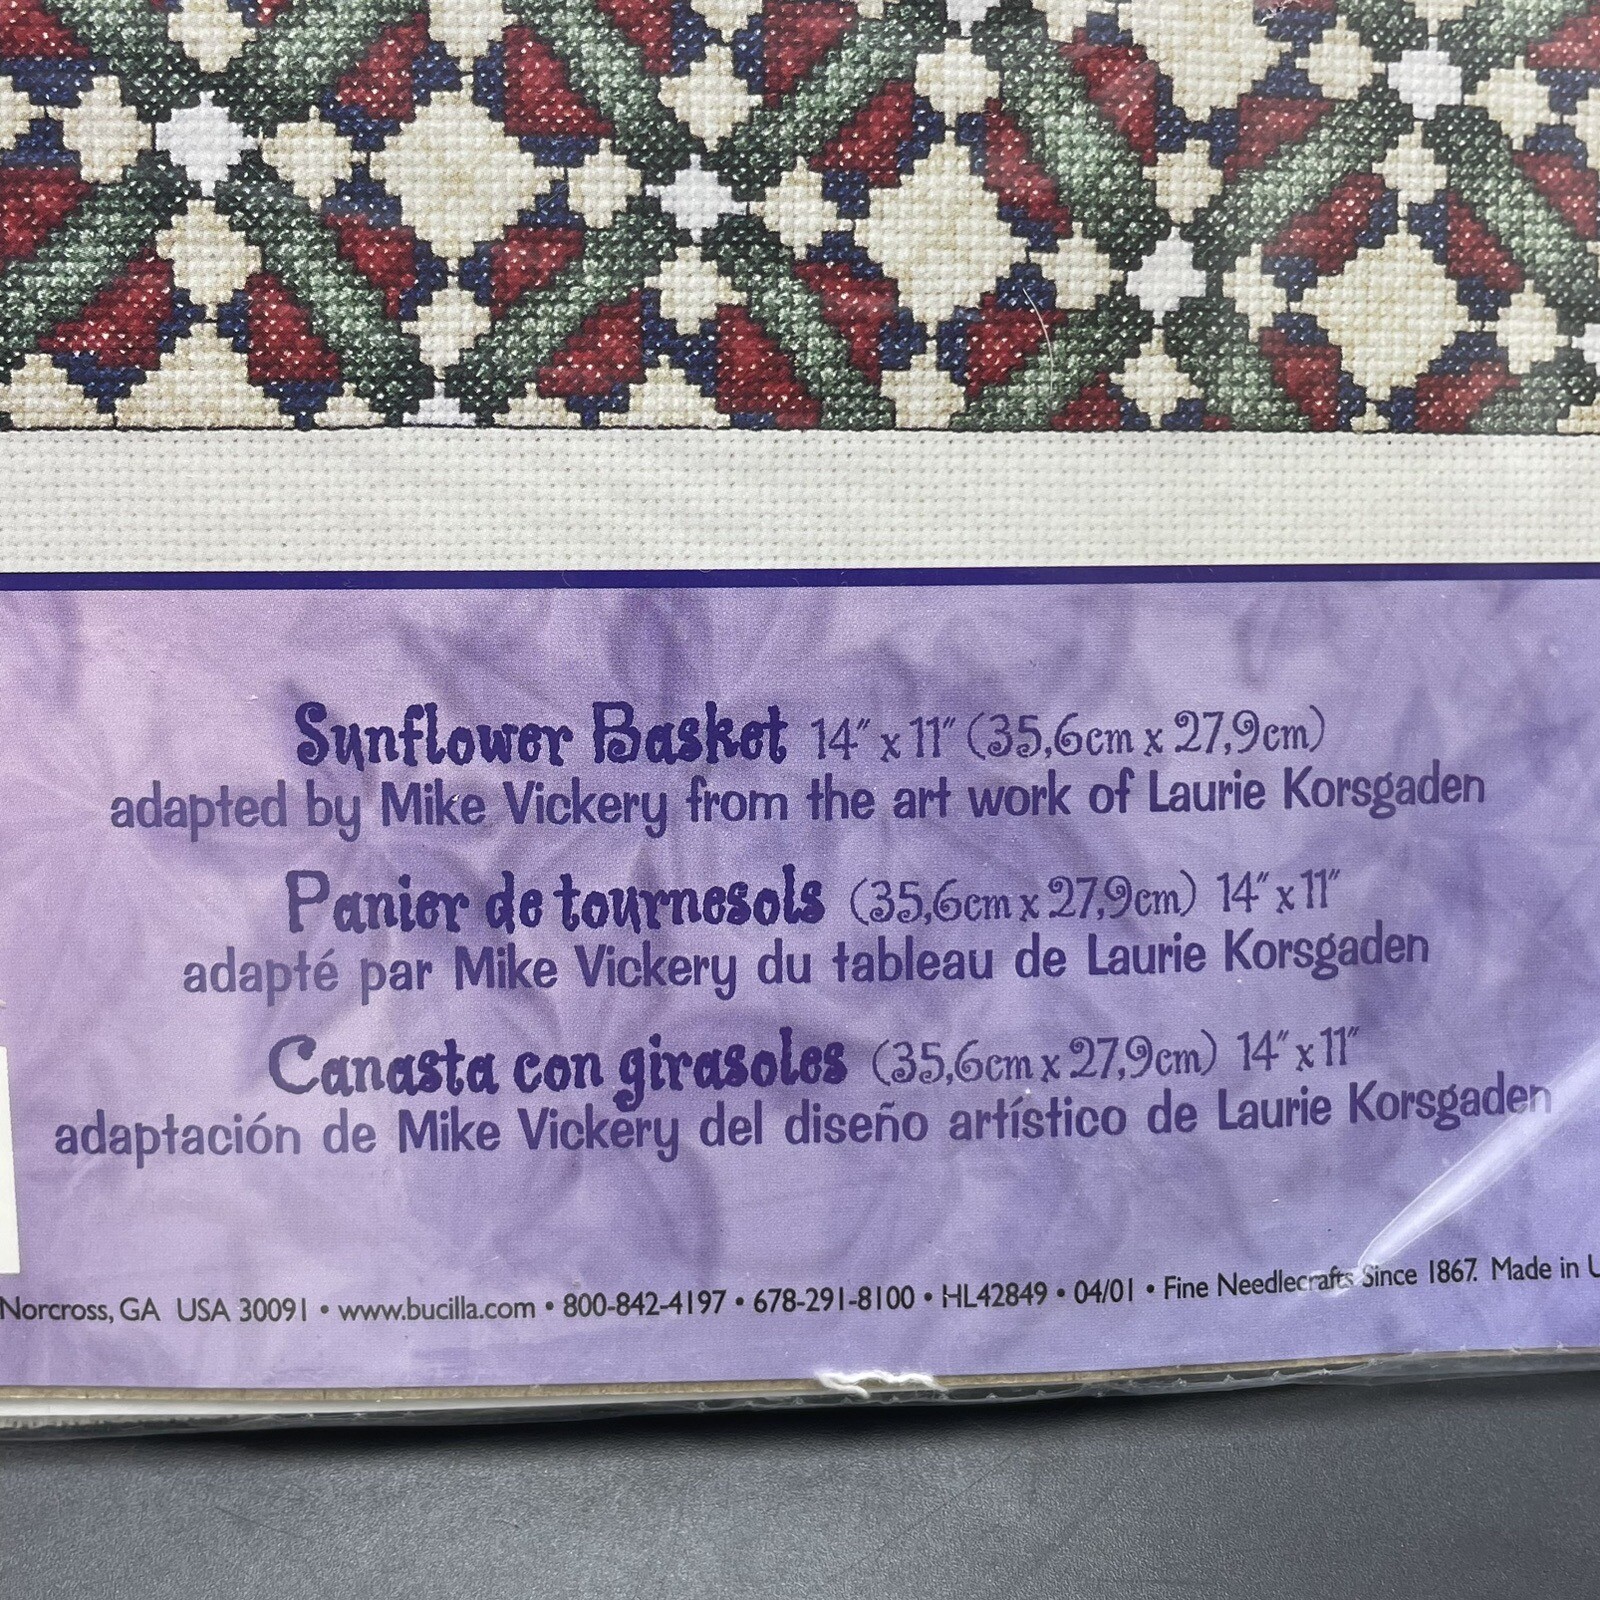 Sunflower Basket 14″ x 11″ (35,6cm x 27,9cm)
adapted by Mike Vickery from the art work of Laurie Korsgaden
Panier de tournesols (35,6cm x 27,9cm) 14″ x 11″
adapté par Mike Vickery du tableau de Laurie Korsgaden
Canasta con girasoles (35,6cm x 27,9cm) 14″ x 11″
adaptación de Mike Vickery del diseño artístico de Laurie Korsgaden
Norcross, GA USA 30091 • www.bucilla.com • 800-842-4197 • 678-291-8100 • HL42849 • 04/01 • Fine Needlecrafts Since 1867. Made in U